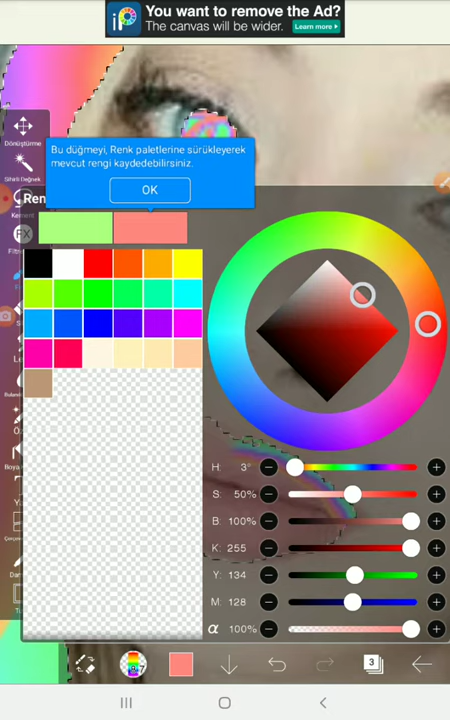 You want to remove the Ad?
The canvas will be wider.
Learn more
Dönüştürme
Bu düğmeyi, Renk paletlerine sürükleyerek
mevcut rengi kaydedebilirsiniz.
Sihirli Değnek
OK
Ren
FX
H: 3°
S: 50%
B: 100%
K: 255
Y: 134
M: 128
α 100%
3